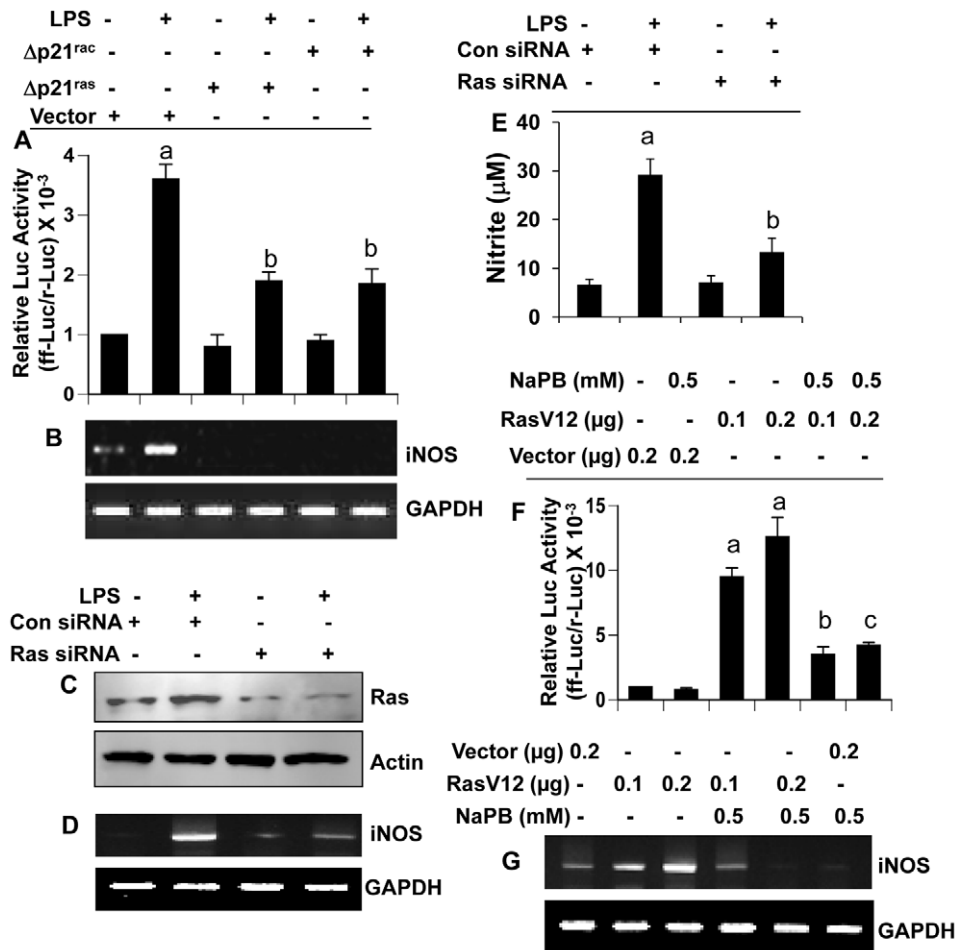 LPS - + - + - +
Δp21rac - - - - + +
Δp21ras - - + + - -
Vector + + - - - -
A
Relative Luc Activity
(ff-Luc/r-Luc) X 10-3
4
3
2
1
0
a
b
b
B
iNOS
GAPDH
LPS - + - +
Con siRNA + + - -
Ras siRNA - - + +
C
Ras
Actin
D
iNOS
GAPDH
LPS - + - +
Con siRNA + + - -
Ras siRNA - - + +
E
Nitrite (μM)
40
30
20
10
0
a
b
NaPB (mM) - 0.5 - - 0.5 0.5
RasV12 (μg) - - 0.1 0.2 0.1 0.2
Vector (μg) 0.2 0.2 - - - -
F
Relative Luc Activity
(ff-Luc/r-Luc) X 10-3
15
10
5
0
a
a
b
c
Vector (μg) 0.2 - - - - 0.2
RasV12 (μg) - 0.1 0.2 0.1 0.2 -
NaPB (mM) - - - 0.5 0.5 0.5
G
iNOS
GAPDH